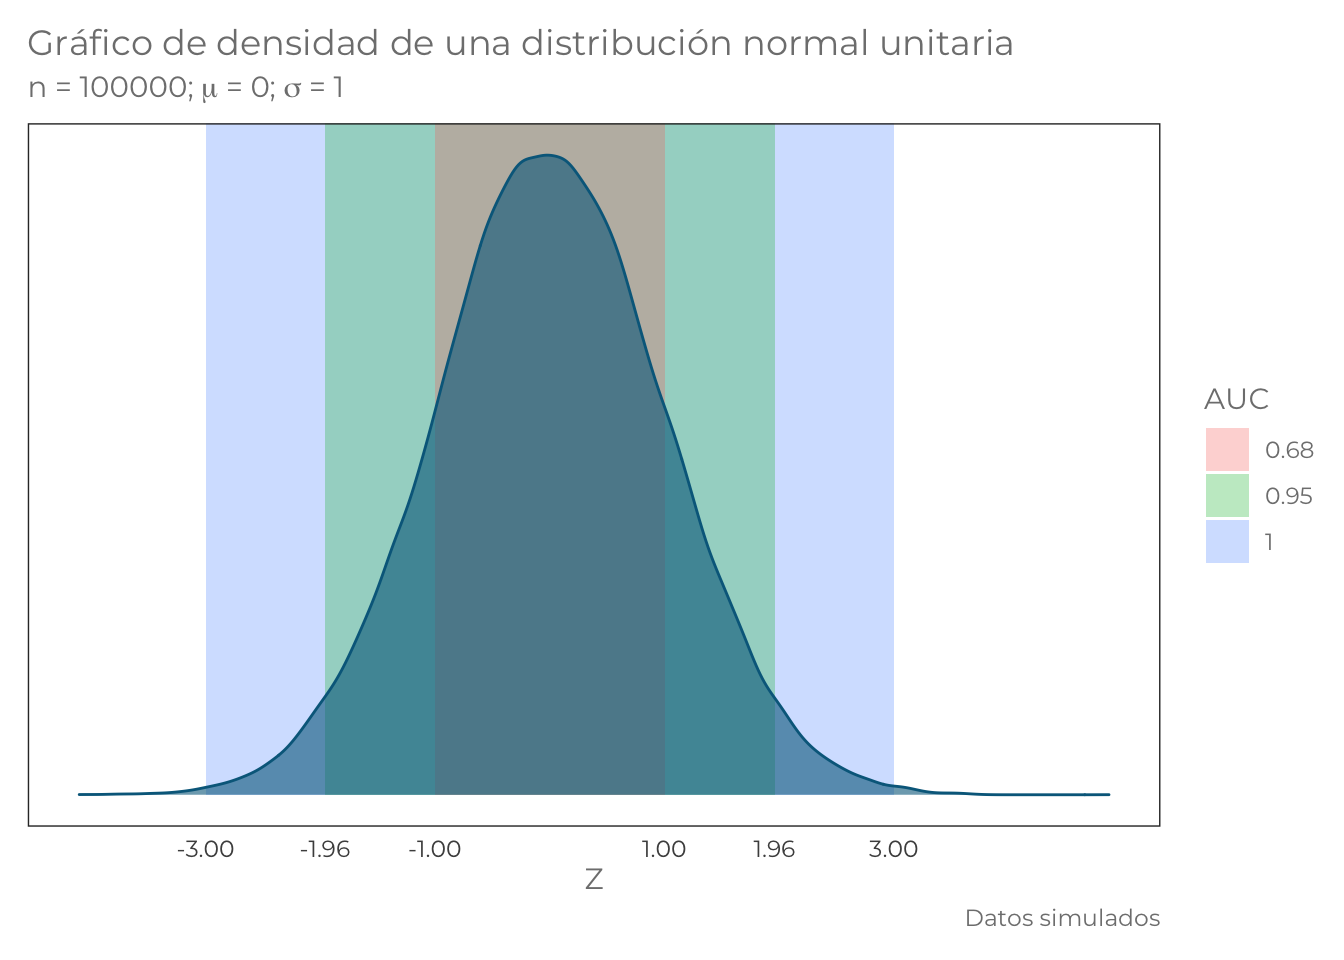 Gráfico de densidad de una distribución normal unitaria
n = 100000; μ = 0; σ = 1
AUC
0.68
0.95
1
-3.00 -1.96 -1.00 1.00 1.96 3.00
Z
Datos simulados